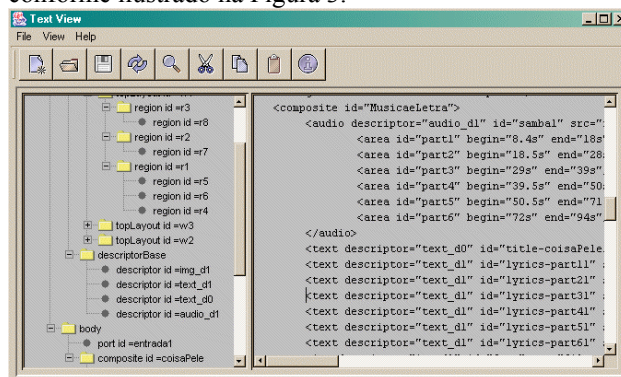 conforme ilustrado na Figura 3.
Text View
File View Help
region id =r3
region id =r8
region id =r2
region id =r7
region id =r1
region id =r5
region id =r6
region id =r4
topLayout id =w3
topLayout id =w2
descriptorBase
descriptor id =img_d1
descriptor id =text_d1
descriptor id =text_d0
descriptor id =audio_d1
body
port id =entrada1
composite id =coisaPele
<composite id="MusicaeLetra">
<audio descriptor="audio_d1" id="samba1" src="
<area id="part1" begin="8.4s" end="18s"
<area id="part2" begin="18.5s" end="28
<area id="part3" begin="29s" end="39s"
<area id="part4" begin="39.5s" end="50
<area id="part5" begin="50.5s" end="71
<area id="part6" begin="72s" end="94s"
</audio>
<text descriptor="text_d0" id="title-coisaPele
<text descriptor="text_d1" id="lyrics-part11"
<text descriptor="text_d1" id="lyrics-part21"
<text descriptor="text_d1" id="lyrics-part31"
<text descriptor="text_d1" id="lyrics-part41"
<text descriptor="text_d1" id="lyrics-part51"
<text descriptor="text_d1" id="lyrics-part61"